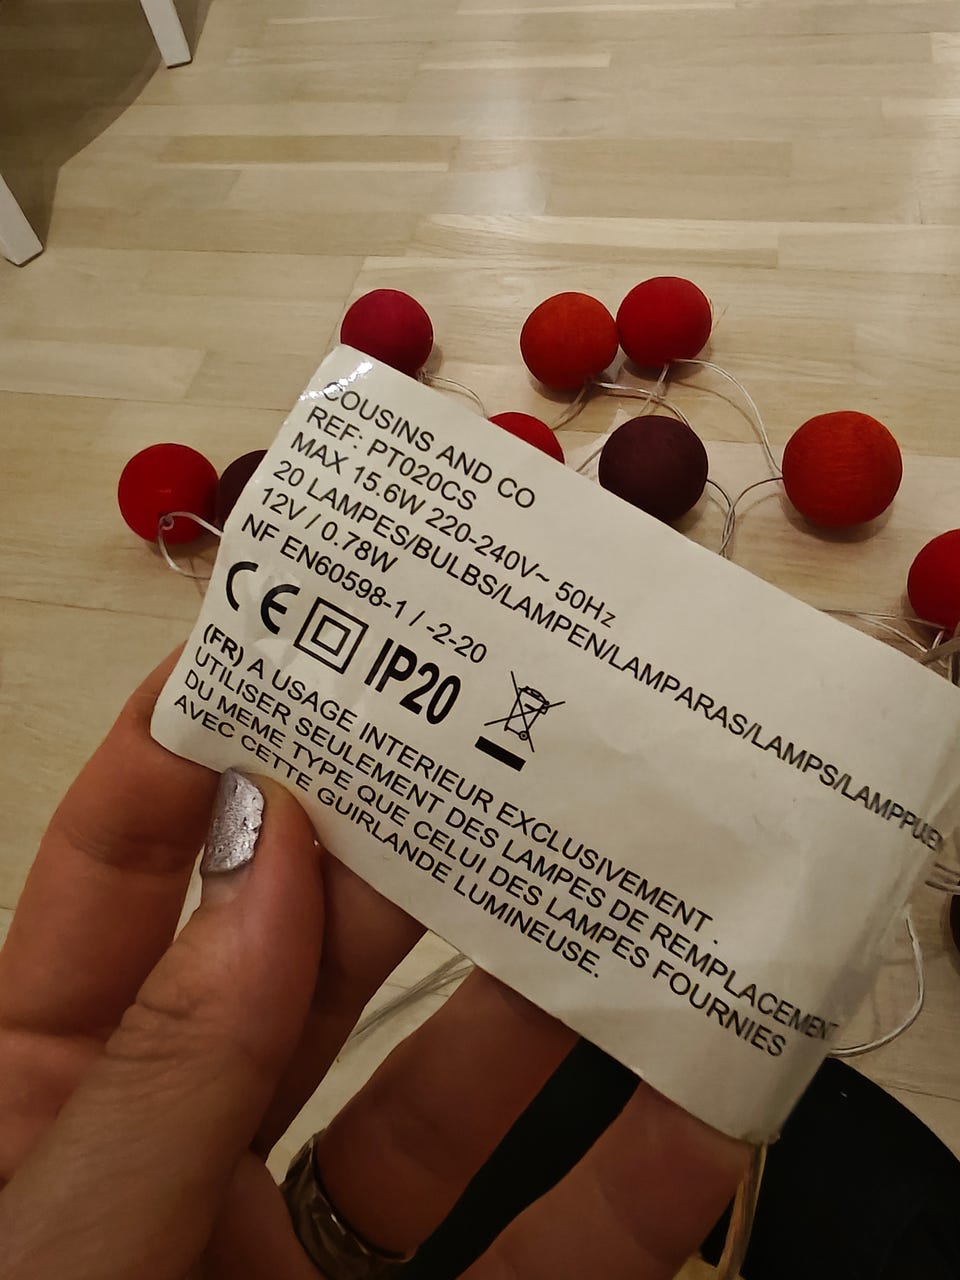 COUSINS AND CO
REF: PT020CS
MAX 15.6W 220-240V~ 50Hz
20 LAMPES/BULBS/LAMPEN/LAMPARAS/LAMPS/
12V / 0.78W
NF EN60598-1 / -2-20
CE IP20
(FR) A USAGE INTERIEUR EXCLUSIVEMENT .
UTILISER SEULEMENT DES LAMPES DE REMPLACEMENT
DU MEME TYPE QUE CELUI DES LAMPES FOURNIES
AVEC CETTE GUIRLANDE LUMINEUSE.